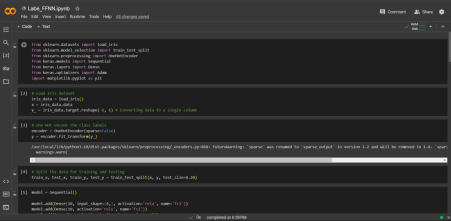 Labe_FFNN.ipynb
File Edit View Insert Runtime Tools Help All changes saved
Comment Share
+ Code + Text
RAM
Disk
from sklearn.datasets import load_iris
from sklearn.model_selection import train_test_split
from sklearn.preprocessing import OneHotEncoder
from keras.models import Sequential
from keras.layers import Dense
from keras.optimizers import Adam
import matplotlib.pyplot as plt
[2] # Load Iris dataset
iris_data = load_iris()
x = iris_data.data
y_ = iris_data.target.reshape(-1, 1) # Converting data to a single column
[3] # One Hot encode the class labels
encoder = OneHotEncoder(sparse=False)
y = encoder.fit_transform(y_)
/usr/local/lib/python3.10/dist-packages/sklearn/preprocessing/_encoders.py:868: FutureWarning: `sparse` was renamed to `sparse_output` in version 1.2 and will be removed in 1.4. `spars
warnings.warn(
[4] # Split the data for training and testing
train_x, test_x, train_y, test_y = train_test_split(x, y, test_size=0.20)
[5] model = Sequential()
model.add(Dense(10, input_shape=(4,), activation='relu', name='fc1'))
model.add(Dense(10, activation='relu', name='fc2'))
0s completed at 6:09 PM